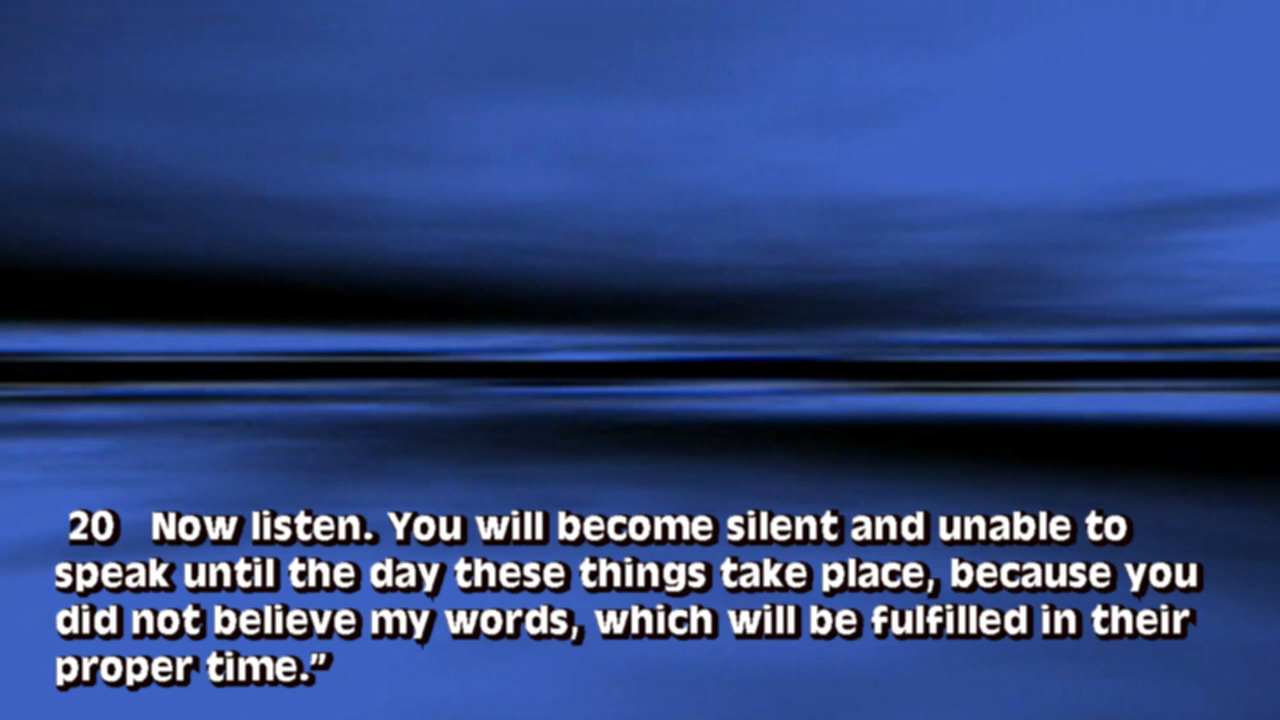 20 Now listen. You will become silent and unable to
speak until the day these things take place, because you
did not believe my words, which will be fulfilled in their
proper time.”